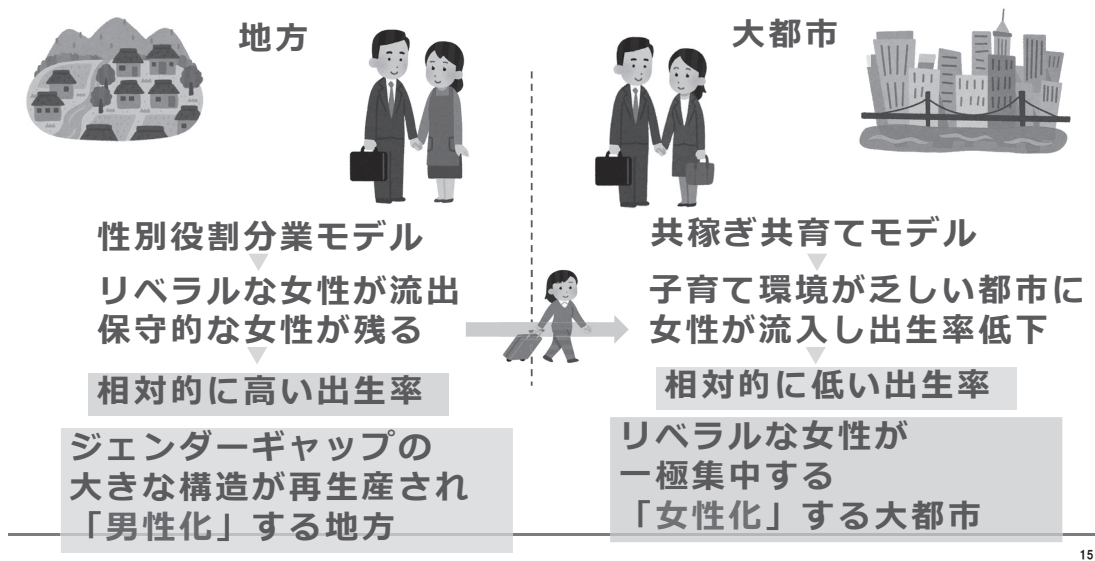 地方
性別役割分業モデル
リベラルな女性が流出
保守的な女性が残る
相対的に高い出生率
ジェンダーギャップの
大きな構造が再生産され
「男性化」する地方
大都市
共稼ぎ共育てモデル
子育て環境が乏しい都市に
女性が流入し出生率低下
相対的に低い出生率
リベラルな女性が
一極集中する
「女性化」する大都市
15